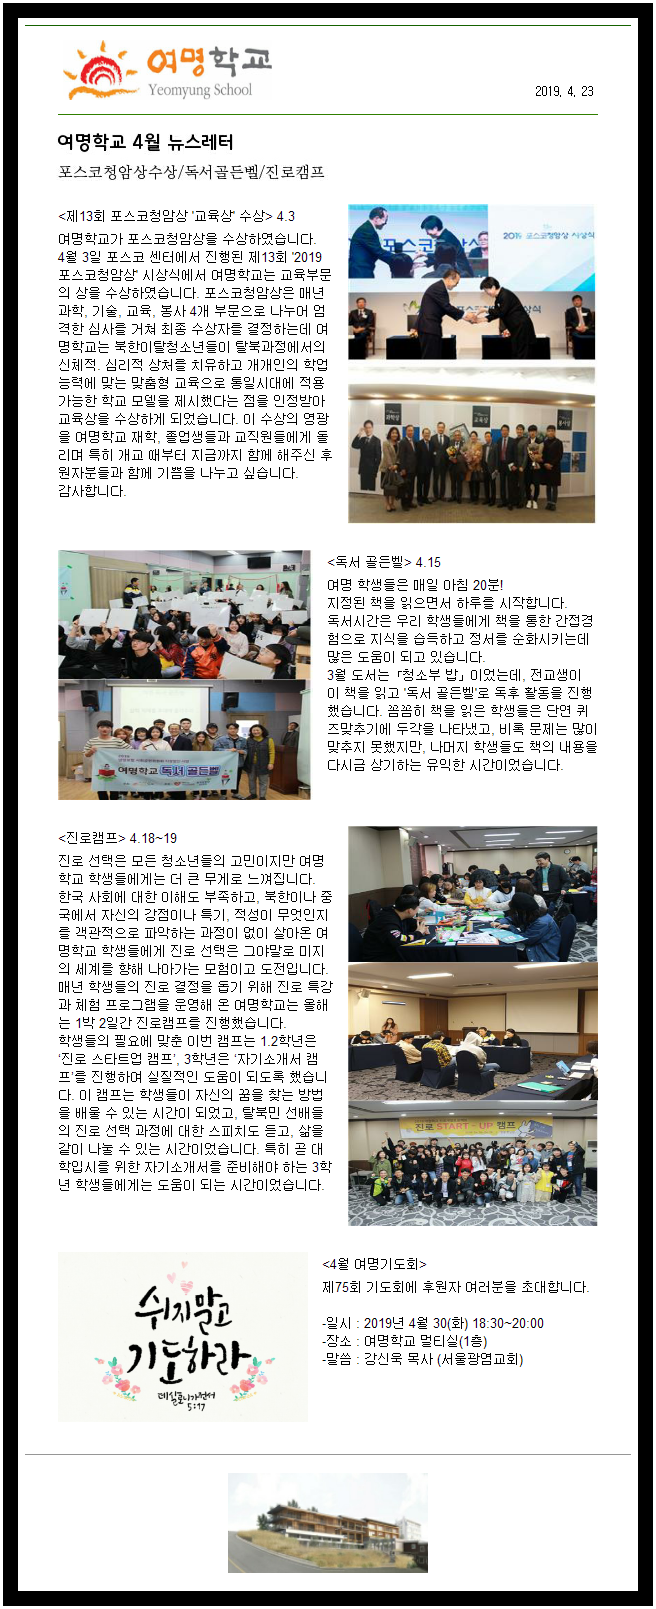 여명학교
Yeomyung School
2019. 4. 23
여명학교 4월 뉴스레터
포스코청암상수상/독서골든벨/진로캠프
<제13회 포스코청암상 '교육상' 수상> 4.3
여명학교가 포스코청암상을 수상하였습니다.
4월 3일 포스코 센터에서 진행된 제13회 '2019
포스코청암상' 시상식에서 여명학교는 교육부문
의 상을 수상하였습니다. 포스코청암상은 매년
과학, 기술, 교육, 봉사 4개 부문으로 나누어 엄
격한 심사를 거쳐 최종 수상자를 결정하는데 여
명학교는 북한이탈청소년들이 탈북과정에서의
신체적. 심리적 상처를 치유하고 개개인의 학업
능력에 맞는 맞춤형 교육으로 통일시대에 적용
가능한 학교 모델을 제시했다는 점을 인정받아
교육상을 수상하게 되었습니다. 이 수상의 영광
을 여명학교 재학, 졸업생들과 교직원들에게 돌
리며 특히 개교 때부터 지금까지 함께 해주신 후
원자분들과 함께 기쁨을 나누고 싶습니다.
감사합니다.
2019 포스코청암상 시상식
과학상
교육상
봉사상
<독서 골든벨> 4.15
여명 학생들은 매일 아침 20분!
지정된 책을 읽으면서 하루를 시작합니다.
독서시간은 우리 학생들에게 책을 통한 간접경
험으로 지식을 습득하고 정서를 순화시키는데
많은 도움이 되고 있습니다.
3월 도서는 「청소부 밥」 이었는데, 전교생이
이 책을 읽고 '독서 골든벨'로 독후 활동을 진행
했습니다. 꼼꼼히 책을 읽은 학생들은 단연 퀴
즈맞추기에 두각을 나타냈고, 비록 문제는 많이
맞추지 못했지만, 나머지 학생들도 책의 내용을
다시금 상기하는 유익한 시간이었습니다.
여명학교 독서 골든벨
<진로캠프> 4.18~19
진로 선택은 모든 청소년들의 고민이지만 여명
학교 학생들에게는 더 큰 무게로 느껴집니다.
한국 사회에 대한 이해도 부족하고, 북한이나 중
국에서 자신의 강점이나 특기, 적성이 무엇인지
를 객관적으로 파악하는 과정이 없이 살아온 여
명학교 학생들에게 진로 선택은 그야말로 미지
의 세계를 향해 나아가는 모험이고 도전입니다.
매년 학생들의 진로 결정을 돕기 위해 진로 특강
과 체험 프로그램을 운영해 온 여명학교는 올해
는 1박 2일간 진로캠프를 진행했습니다.
학생들의 필요에 맞춘 이번 캠프는 1.2학년은
‘진로 스타트업 캠프’, 3학년은 ‘자기소개서 캠
프’를 진행하며 실질적인 도움이 되도록 했습니
다. 이 캠프는 학생들이 자신의 꿈을 찾는 방법
을 배울 수 있는 시간이 되었고, 탈북민 선배들
의 진로 선택 과정에 대한 스피치도 듣고, 삶을
같이 나눌 수 있는 시간이었습니다. 특히 곧 대
학입시를 위한 자기소개서를 준비해야 하는 3학
년 학생들에게는 도움이 되는 시간이었습니다.
진로 START - UP 캠프
쉬지말고
기도하라
데살로니가전서
5:17
<4월 여명기도회>
제75회 기도회에 후원자 여러분을 초대합니다.
-일시 : 2019년 4월 30(화) 18:30~20:00
-장소 : 여명학교 멀티실(1층)
-말씀 : 강신욱 목사 (서울광염교회)